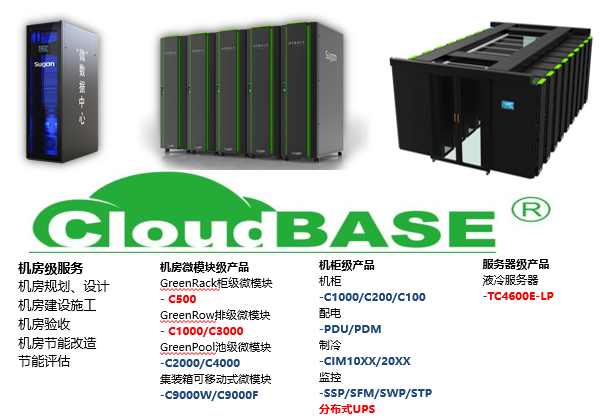 Sugon
“微数据中心”
NEBULA
NEBULA
NEBULA
NEBULA
Sugon
CloudBASE®
机房级服务
机房规划、设计
机房建设施工
机房验收
机房节能改造
节能评估
机房微模块级产品
GreenRack柜级微模块
- C500
GreenRow排级微模块
- C1000/C3000
GreenPool池级微模块
-C2000/C4000
集装箱可移动式微模块
-C9000W/C9000F
机柜级产品
机柜
-C1000/C200/C100
配电
-PDU/PDM
制冷
-CIM10XX/20XX
监控
-SSP/SFM/SWP/STP
分布式UPS
服务器级产品
液冷服务器
-TC4600E-LP